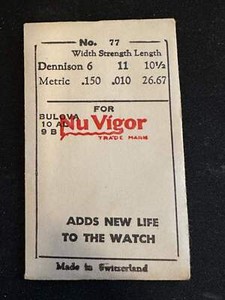 No. 77
Width Strength Length
Dennison 6 11 10½
Metric .150 .010 26.67
FOR
BULOVA
10 AL
9 B
Nu Vigor
TRADE MARK
ADDS NEW LIFE
TO THE WATCH
Made in Switzerland